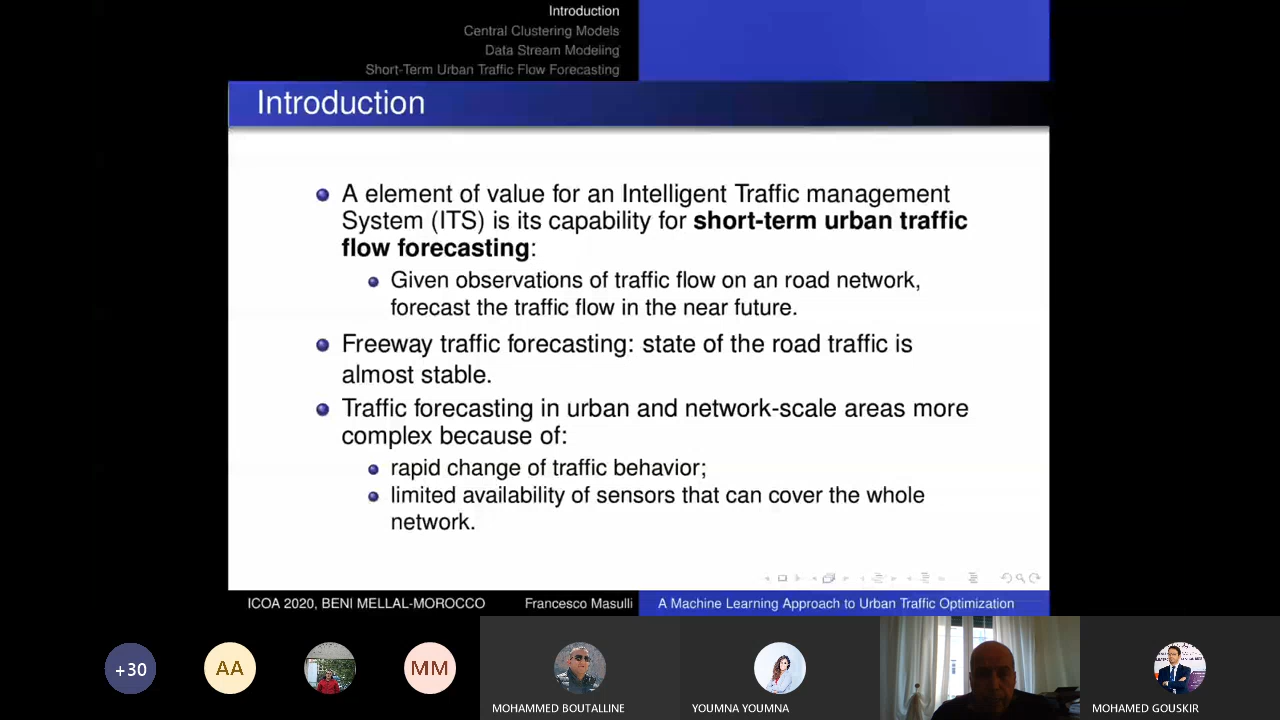 Introduction
Central Clustering Models
Data Stream Modeling
Short-Term Urban Traffic Flow Forecasting
Introduction
A element of value for an Intelligent Traffic management
System (ITS) is its capability for short-term urban traffic
flow forecasting:
Given observations of traffic flow on an road network,
forecast the traffic flow in the near future.
Freeway traffic forecasting: state of the road traffic is
almost stable.
Traffic forecasting in urban and network-scale areas more
complex because of:
rapid change of traffic behavior;
limited availability of sensors that can cover the whole
network.
ICOA 2020, BENI MELLAL-MOROCCO Francesco Masulli A Machine Learning Approach to Urban Traffic Optimization
+30 AA MM
MOHAMMED BOUTALLINE YOUMNA YOUMNA MOHAMED GOUSKIR